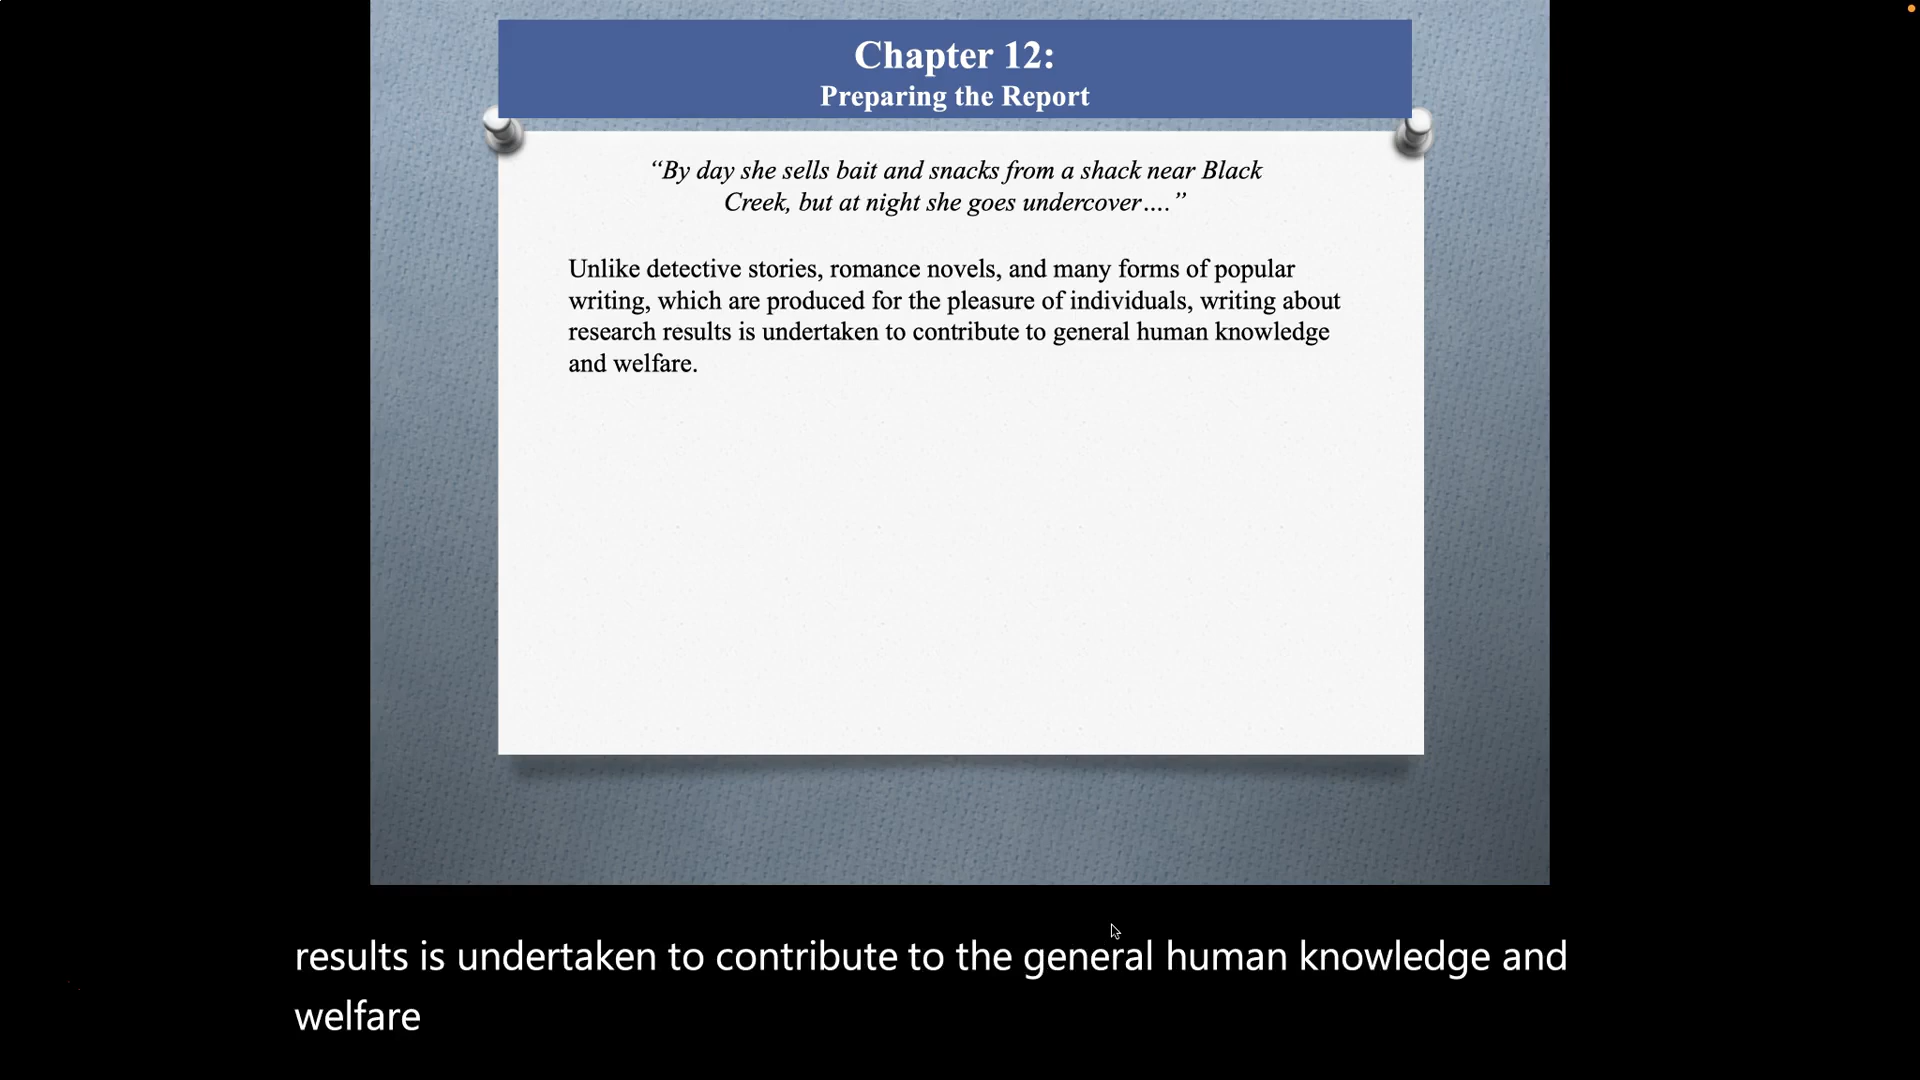 Chapter 12:
Preparing the Report
“By day she sells bait and snacks from a shack near Black
Creek, but at night she goes undercover….”
Unlike detective stories, romance novels, and many forms of popular
writing, which are produced for the pleasure of individuals, writing about
research results is undertaken to contribute to general human knowledge
and welfare.
results is undertaken to contribute to the general human knowledge and
welfare